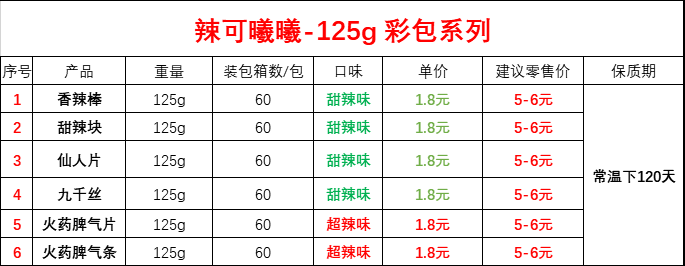 辣可曦曦-125g 彩包系列
序号 产品 重量 装包箱数/包 口味 单价 建议零售价 保质期
1 香辣棒 125g 60 甜辣味 1.8元 5-6元
2 甜辣块 125g 60 甜辣味 1.8元 5-6元
3 仙人片 125g 60 甜辣味 1.8元 5-6元
常温下120天
4 九千丝 125g 60 甜辣味 1.8元 5-6元
5 火药脾气片 125g 60 超辣味 1.8元 5-6元
6 火药脾气条 125g 60 超辣味 1.8元 5-6元